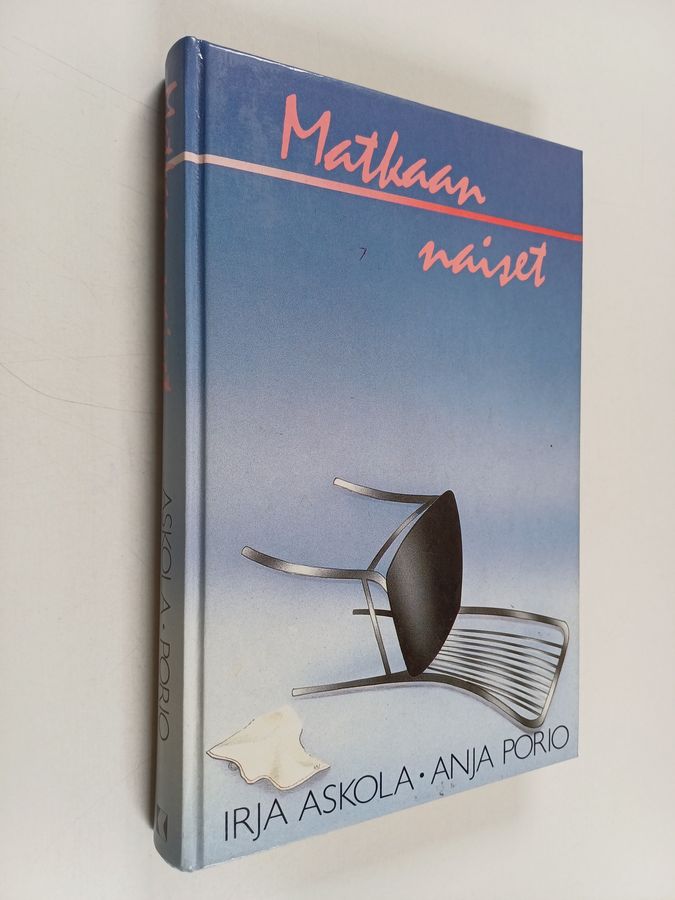 Matkaan
naiset
IRJA ASKOLA • ANJA PORIO
ASKOLA • PORIO